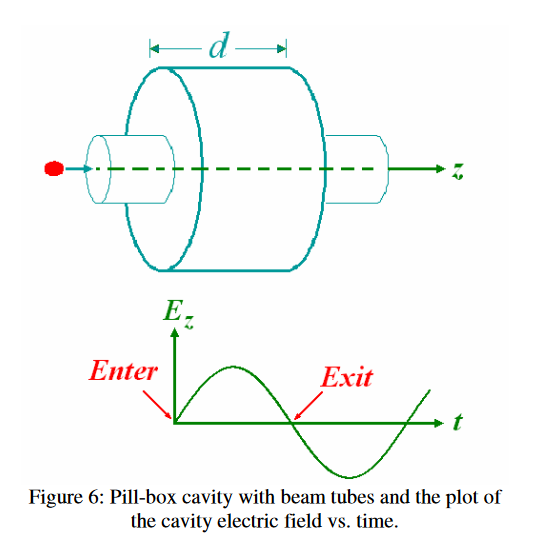 d
z
E_z
Enter
Exit
t
Figure 6: Pill-box cavity with beam tubes and the plot of
the cavity electric field vs. time.